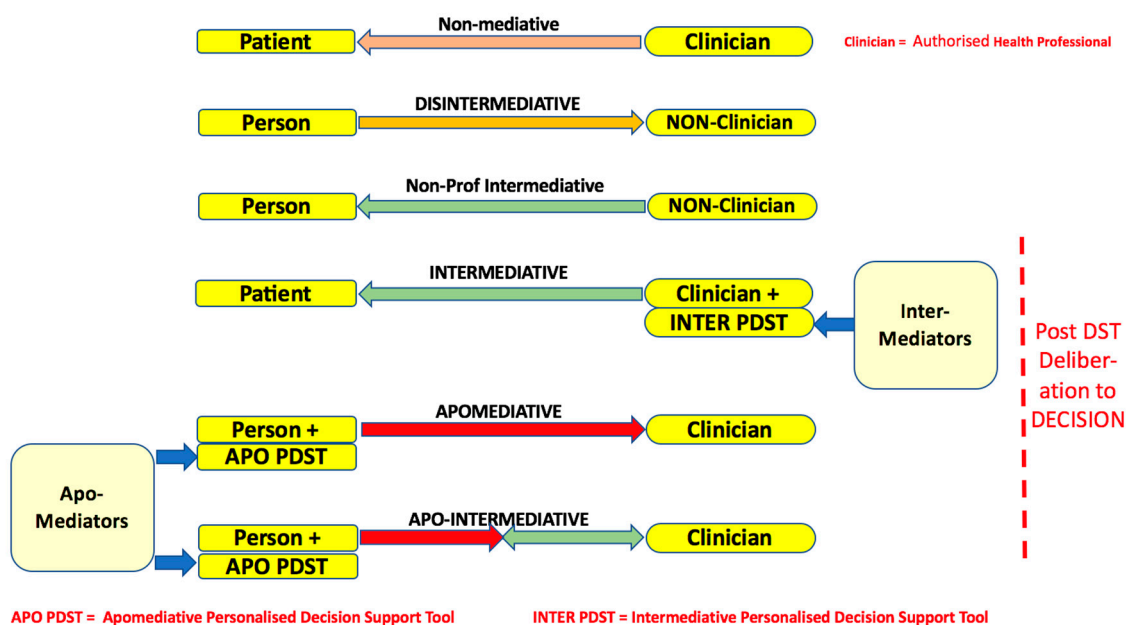 Non-mediative
Patient
Clinician
Clinician = Authorised Health Professional
DISINTERMEDIATIVE
Person
NON-Clinician
Non-Prof Intermediative
Person
NON-Clinician
INTERMEDIATIVE
Patient
Clinician +
INTER PDST
Inter-
Mediators
Post DST
Deliber-
ation to
DECISION
APOMEDIATIVE
Person +
APO PDST
Clinician
Apo-
Mediators
APO-INTERMEDIATIVE
Person +
APO PDST
Clinician
APO PDST = Apomediative Personalised Decision Support Tool
INTER PDST = Intermediative Personalised Decision Support Tool